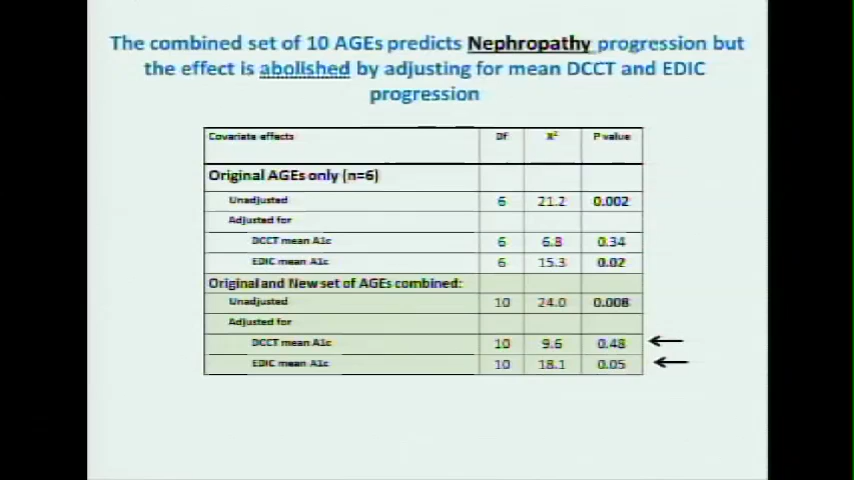 The combined set of 10 AGEs predicts Nephropathy progression but
the effect is abolished by adjusting for mean DCCT and EDIC
progression
Covariate effects Df X² P value
Original AGEs only (n=6)
Unadjusted 6 21.2 0.002
Adjusted for
DCCT mean A1c 6 6.8 0.34
EDIC mean A1c 6 15.3 0.02
Original and New set of AGEs combined:
Unadjusted 10 24.0 0.008
Adjusted for
DCCT mean A1c 10 9.6 0.48
EDIC mean A1c 10 18.1 0.05